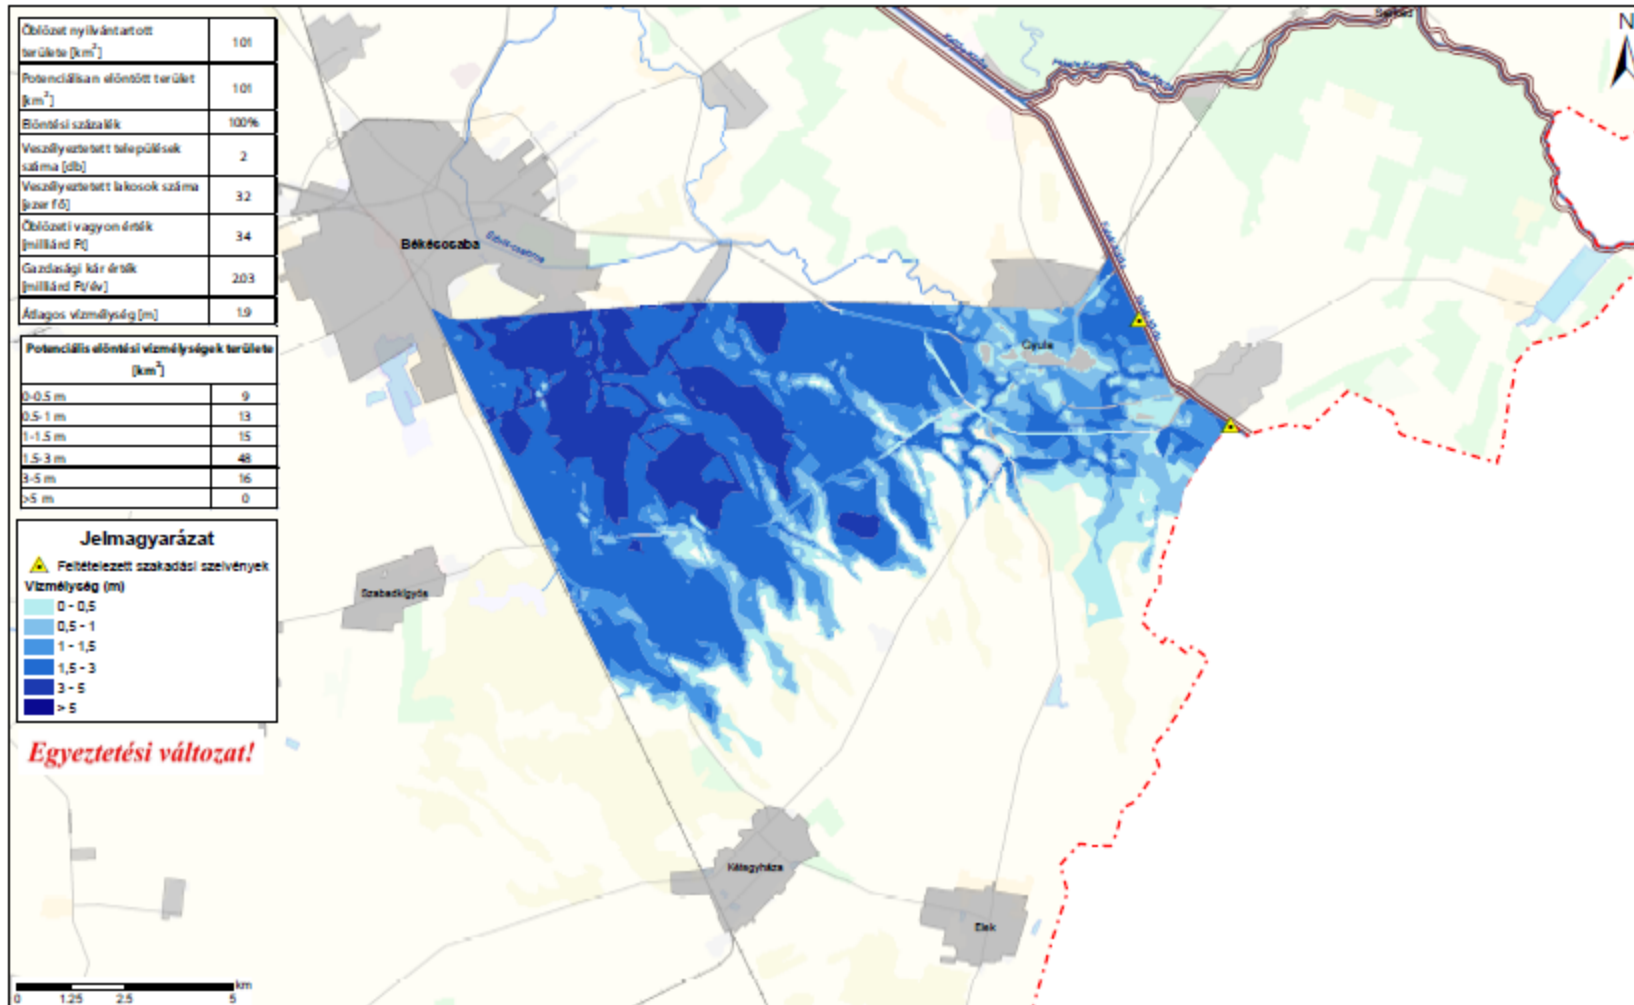 Öblözet nyilvántartott
területe [km²]
101
Potenciálisan elöntött terület
[km²]
101
Elöntési százalék
100%
Veszélyeztetett települések
száma [db]
2
Veszélyeztetett lakosok száma
[ezer fő]
32
Öblözeti vagyon érték
[milliárd Ft]
34
Gazdasági kár érték
[milliárd Ft/év]
203
Átlagos vízmélység [m]
1.9
Potenciális elöntési vízmélységek területe
[km²]
0-0.5 m
9
0.5-1 m
13
1-1.5 m
15
1.5-3 m
48
3-5 m
16
>5 m
0
Jelmagyarázat
Feltételezett szakadási szelvények
Vízmélység (m)
0 - 0,5
0,5 - 1
1 - 1,5
1,5 - 3
3 - 5
> 5
Egyeztetési változat!
N
Békéscsaba
Gyula
Szabadkígyós
Kétegyháza
Elek
0
1.25
2.5
5
km